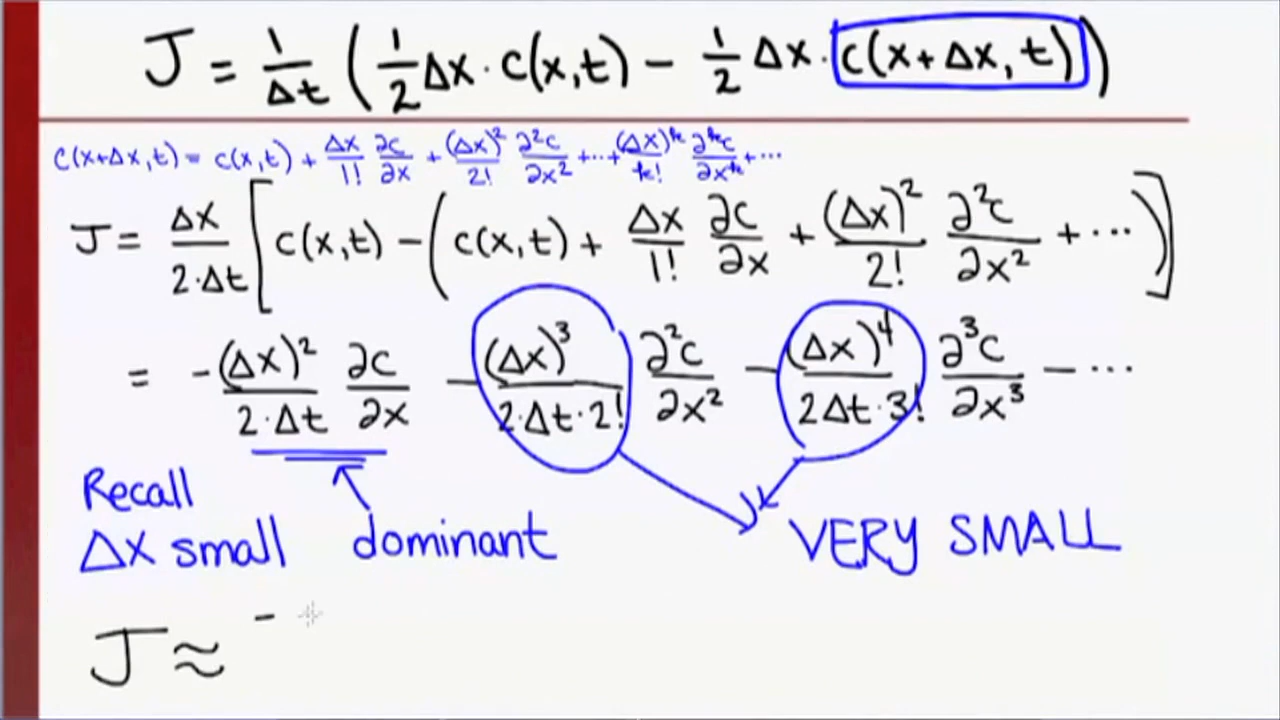 J = 1/Δt ( 1/2 Δx · c(x,t) − 1/2 Δx · c(x+Δx, t) )
c(x+Δx, t) = c(x,t) + Δx/1! ∂c/∂x + (Δx)²/2! ∂²c/∂x² + ··· + (Δx)ᵏ/k! ∂ᵏc/∂xᵏ + ···
J = Δx/2·Δt [ c(x,t) − ( c(x,t) + Δx/1! ∂c/∂x + (Δx)²/2! ∂²c/∂x² + ··· ) ]
= −(Δx)²/2·Δt ∂c/∂x − (Δx)³/2·Δt·2! ∂²c/∂x² − (Δx)⁴/2Δt·3! ∂³c/∂x³ − ···
Recall
Δx small dominant VERY SMALL
J ≈ −